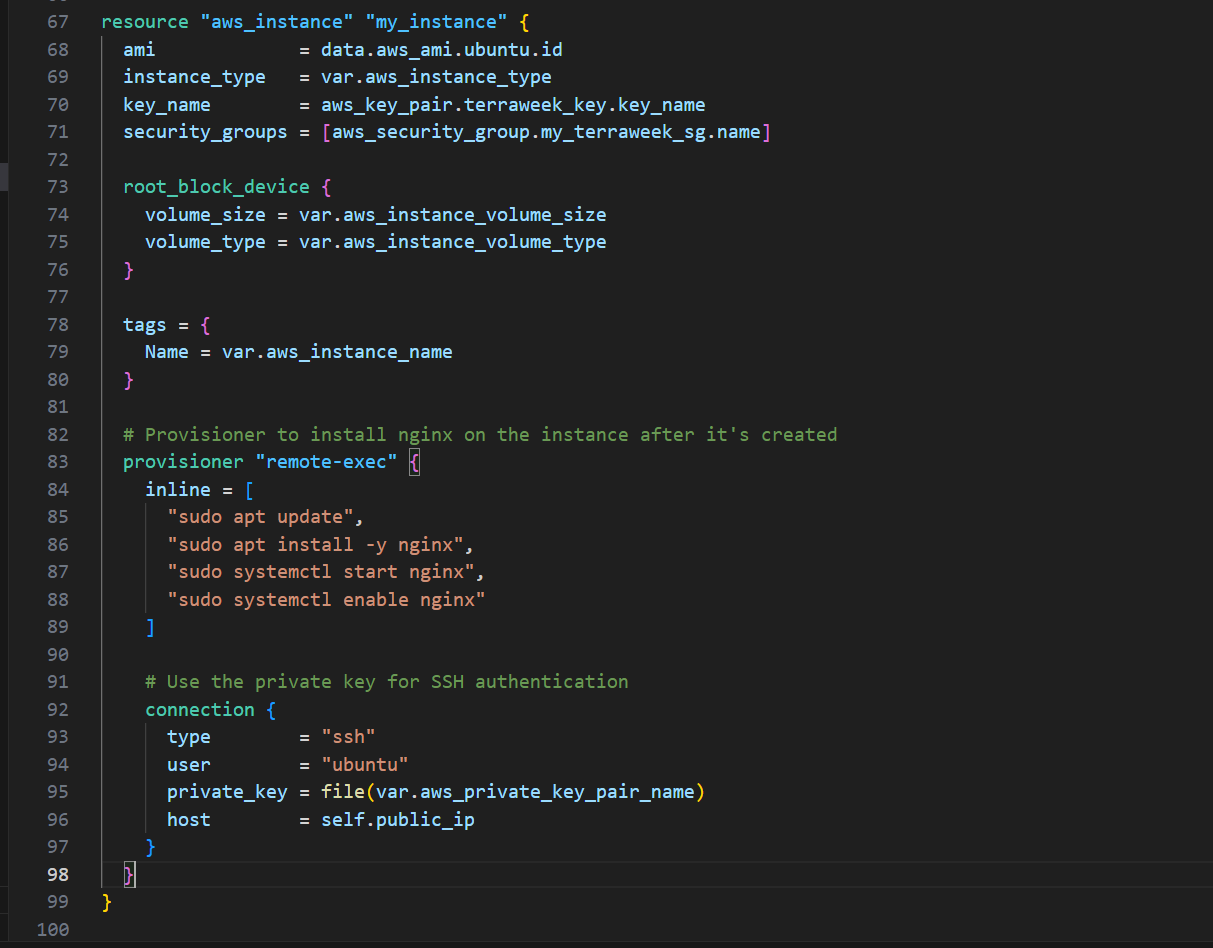 67 resource "aws_instance" "my_instance" {
68   ami             = data.aws_ami.ubuntu.id
69   instance_type   = var.aws_instance_type
70   key_name        = aws_key_pair.terraweek_key.key_name
71   security_groups = [aws_security_group.my_terraweek_sg.name]
72
73   root_block_device {
74     volume_size = var.aws_instance_volume_size
75     volume_type = var.aws_instance_volume_type
76   }
77
78   tags = {
79     Name = var.aws_instance_name
80   }
81
82   # Provisioner to install nginx on the instance after it's created
83   provisioner "remote-exec" {
84     inline = [
85       "sudo apt update",
86       "sudo apt install -y nginx",
87       "sudo systemctl start nginx",
88       "sudo systemctl enable nginx"
89     ]
90
91     # Use the private key for SSH authentication
92     connection {
93       type        = "ssh"
94       user        = "ubuntu"
95       private_key = file(var.aws_private_key_pair_name)
96       host        = self.public_ip
97     }
98   }
99 }
100